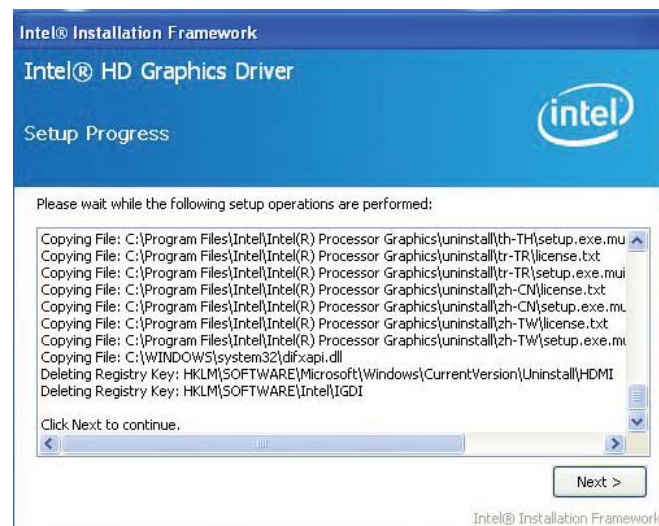 Intel® Installation Framework
Intel® HD Graphics Driver
Setup Progress
intel
Please wait while the following setup operations are performed:
Copying File: C:\Program Files\Intel\Intel(R) Processor Graphics\uninstall\th-TH\setup.exe.mu
Copying File: C:\Program Files\Intel\Intel(R) Processor Graphics\uninstall\tr-TR\license.txt
Copying File: C:\Program Files\Intel\Intel(R) Processor Graphics\uninstall\tr-TR\setup.exe.mui
Copying File: C:\Program Files\Intel\Intel(R) Processor Graphics\uninstall\zh-CN\license.txt
Copying File: C:\Program Files\Intel\Intel(R) Processor Graphics\uninstall\zh-CN\setup.exe.mu
Copying File: C:\Program Files\Intel\Intel(R) Processor Graphics\uninstall\zh-TW\license.txt
Copying File: C:\Program Files\Intel\Intel(R) Processor Graphics\uninstall\zh-TW\setup.exe.mu
Copying File: C:\WINDOWS\system32\difxapi.dll
Deleting Registry Key: HKLM\SOFTWARE\Microsoft\Windows\CurrentVersion\Uninstall\HDMI
Deleting Registry Key: HKLM\SOFTWARE\Intel\IGDI
Click Next to continue.
Next >
Intel® Installation Framework